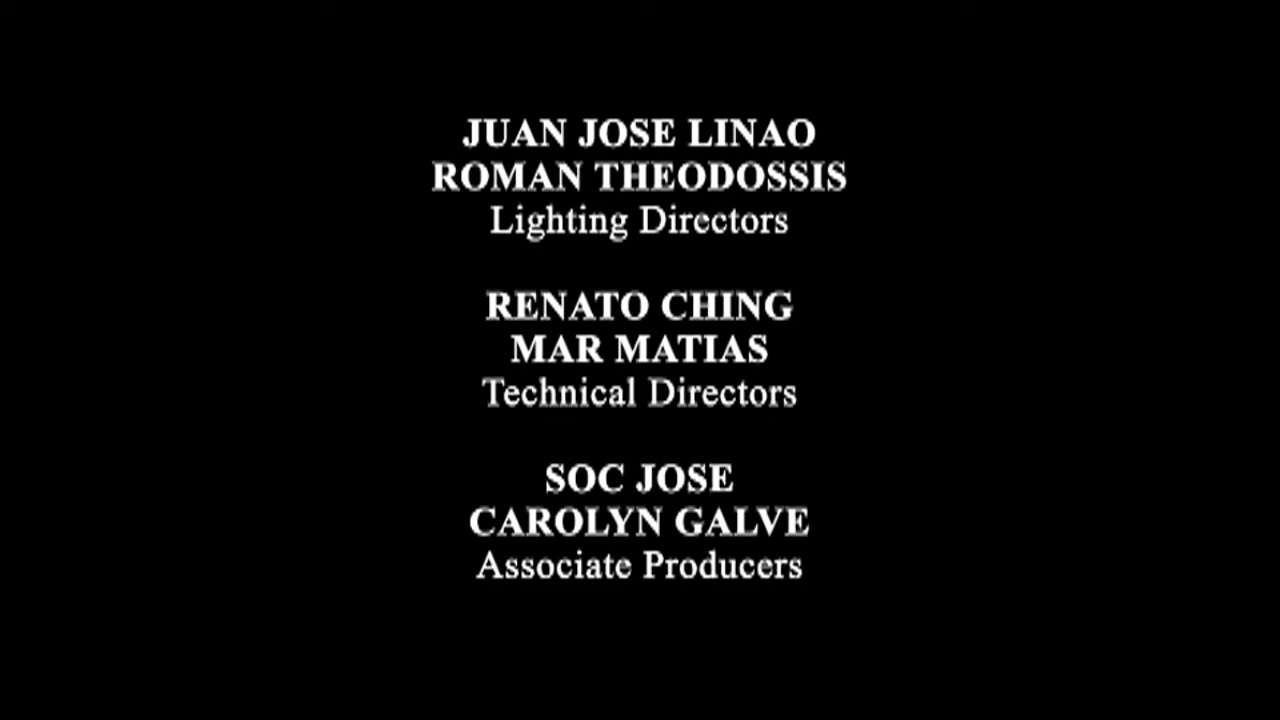 JUAN JOSE LINAO
ROMAN THEODOSSIS
Lighting Directors
RENATO CHING
MAR MATIAS
Technical Directors
SOC JOSE
CAROLYN GALVE
Associate Producers